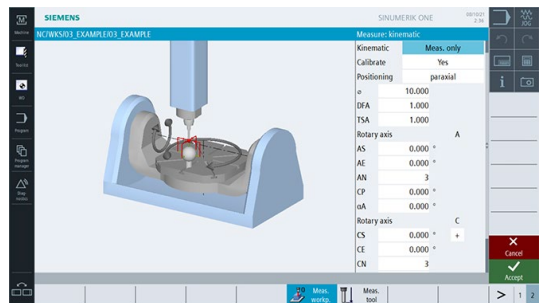 SIEMENS
SINUMERIK ONE
JOG
Machine
NC/WKS/03_EXAMPLE/03_EXAMPLE
Measure: kinematic
Kinematic Meas. only
Calibrate Yes
Positioning paraxial
⌀ 10.000
DFA 1.000
TSA 1.000
Rotary axis A
AS 0.000 °
AE 0.000 °
AN 3
CP 0.000 °
αA 0.000 °
Rotary axis C
CS 0.000 ° +
CE 0.000 °
CN 3
Program
Program
manager
Cancel
Accept
Meas.
workp.
Meas.
tool
> 1 2